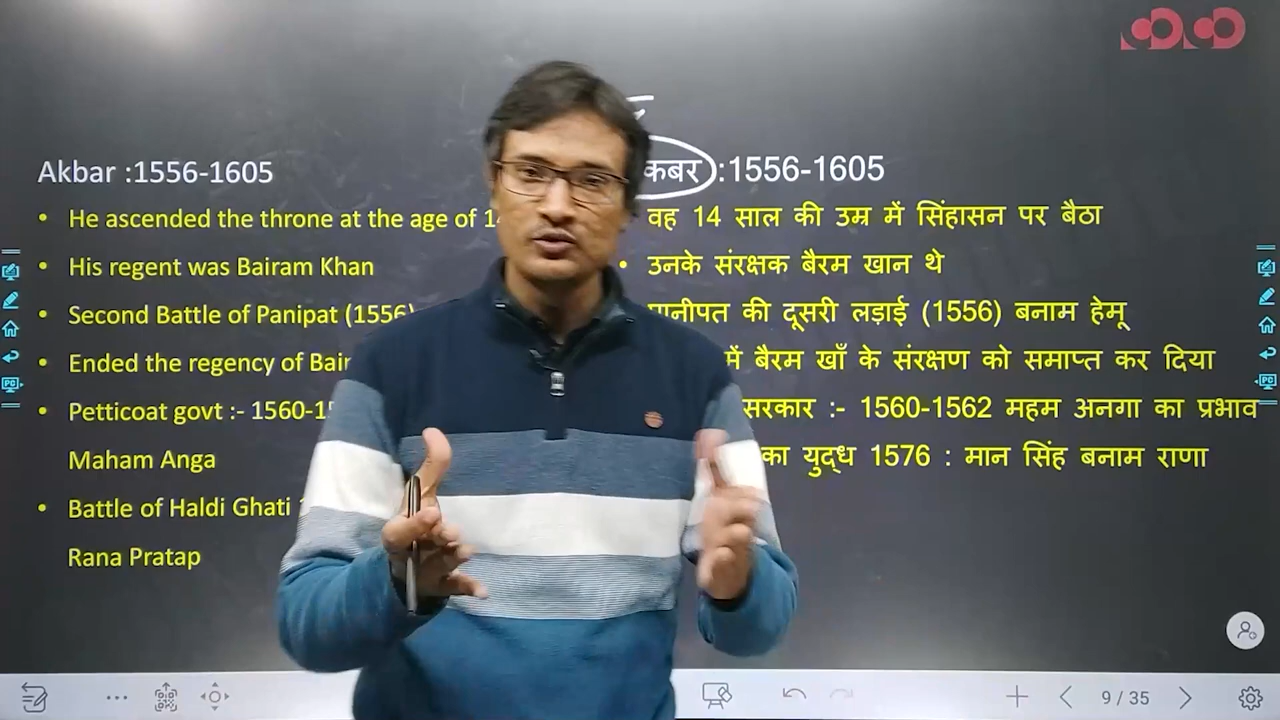 Akbar :1556-1605
• He ascended the throne at the age of
• His regent was Bairam Khan
• Second Battle of Panipat (1556)
• Ended the regency of
• Petticoat govt :- 1560-
Maham Anga
• Battle of Haldi Ghati
Rana Pratap
:1556-1605
वह 14 साल की उम्र में सिंहासन पर बैठा
• उनके संरक्षक बैरम खान थे
की दूसरी लड़ाई (1556) बनाम हेमू
में बैरम खाँ के संरक्षण को समाप्त कर दिया
सरकार :- 1560-1562 महम अनगा का प्रभाव
का युद्ध 1576 : मान सिंह बनाम राणा
9 / 35